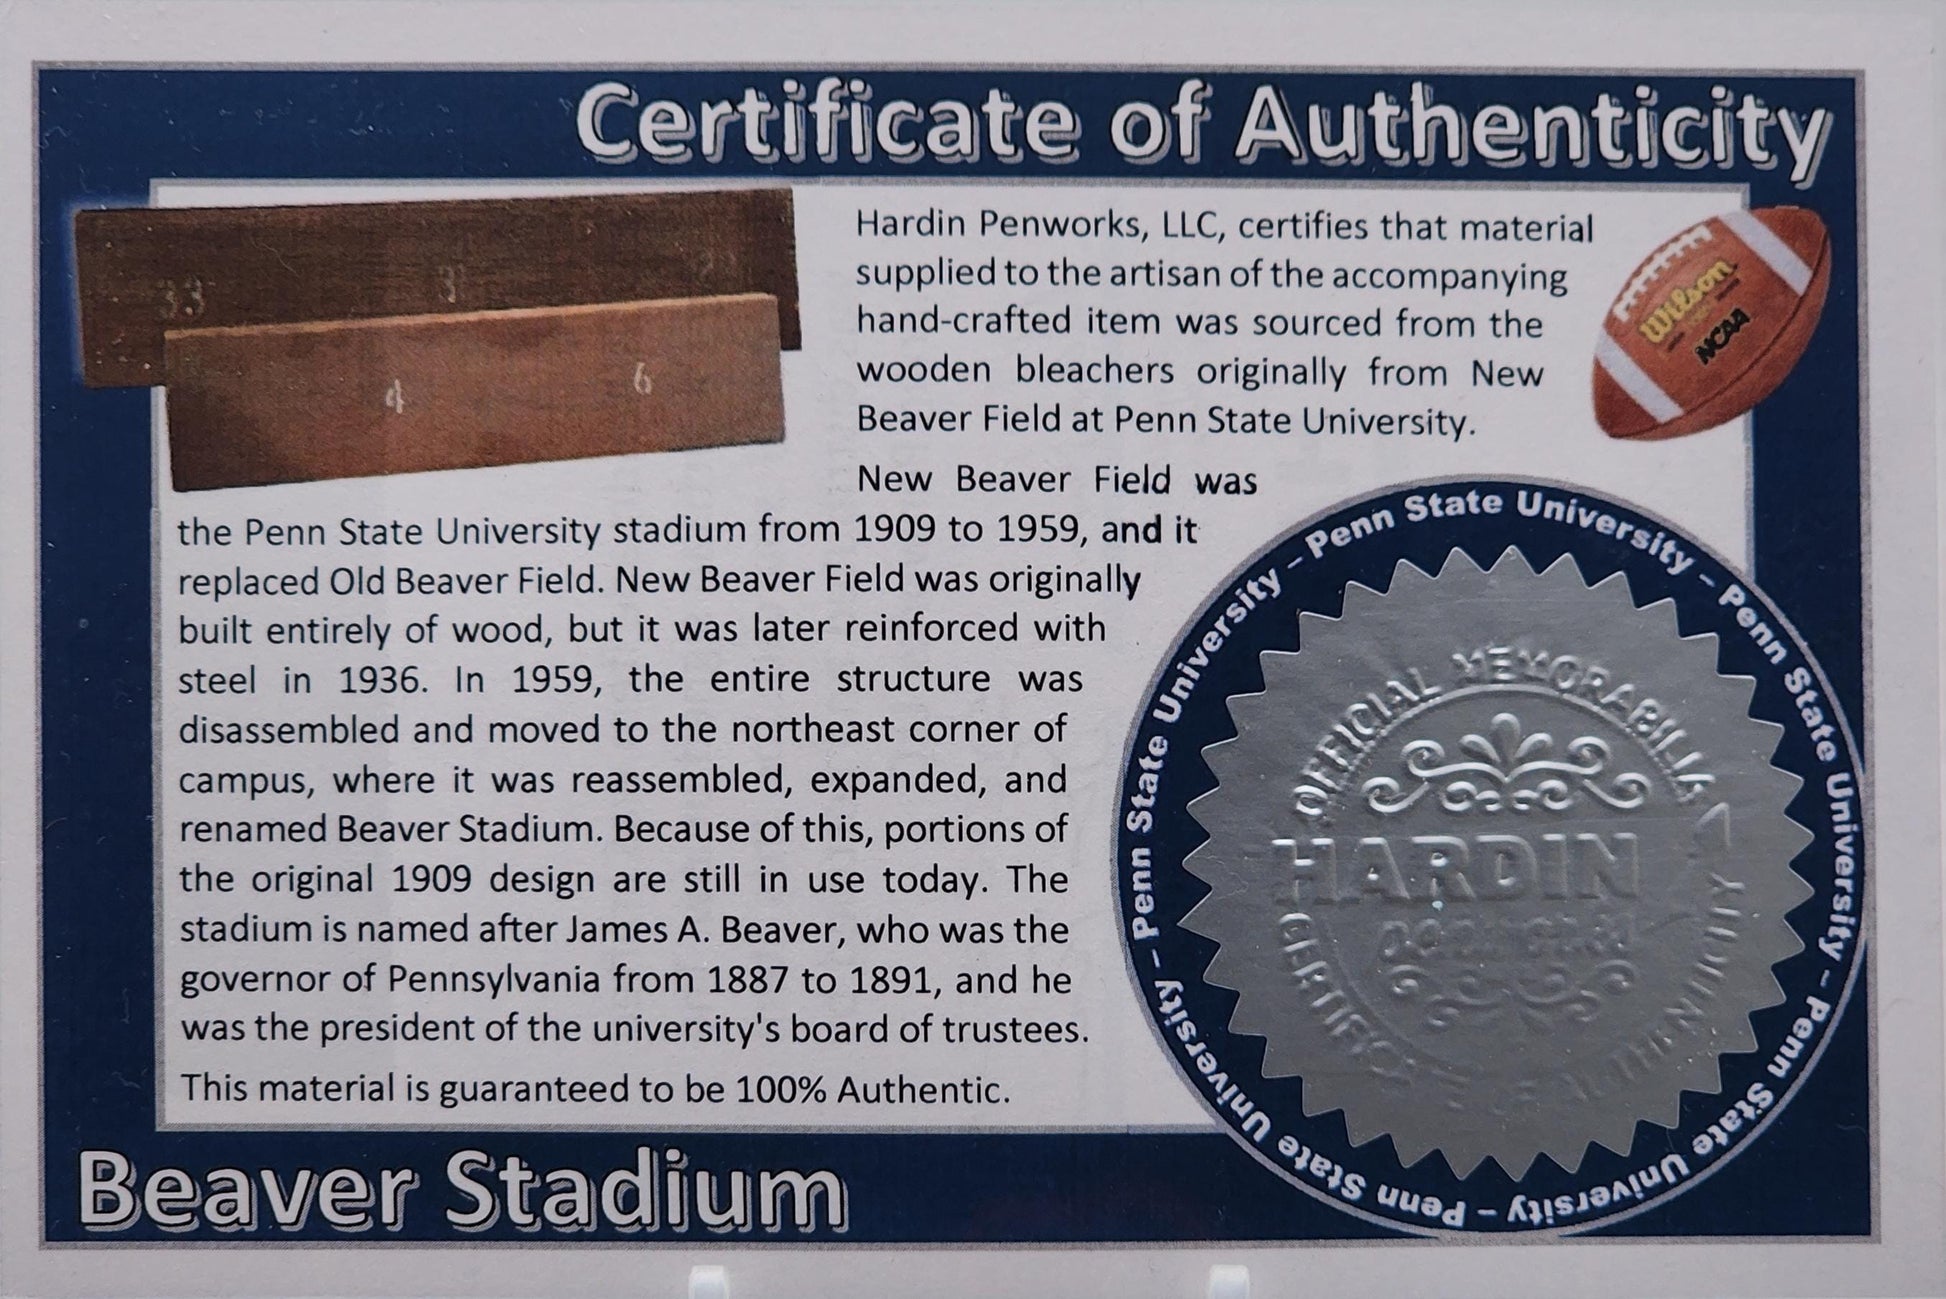 Certificate of Authenticity
33
31
4
6
Hardin Penworks, LLC, certifies that material
supplied to the artisan of the accompanying
hand-crafted item was sourced from the
wooden bleachers originally from New
Beaver Field at Penn State University.
Wilson
NCAA
New Beaver Field was
the Penn State University stadium from 1909 to 1959, and it
replaced Old Beaver Field. New Beaver Field was originally
built entirely of wood, but it was later reinforced with
steel in 1936. In 1959, the entire structure was
disassembled and moved to the northeast corner of
campus, where it was reassembled, expanded, and
renamed Beaver Stadium. Because of this, portions of
the original 1909 design are still in use today. The
stadium is named after James A. Beaver, who was the
governor of Pennsylvania from 1887 to 1891, and he
was the president of the university's board of trustees.
This material is guaranteed to be 100% Authentic.
Penn State University – Penn State University – Penn State University – Penn State University – Penn State University – Penn State University –
OFFICIAL MEMORABILIA
HARDIN
CERTIFICATE OF AUTHENTICITY
Beaver Stadium